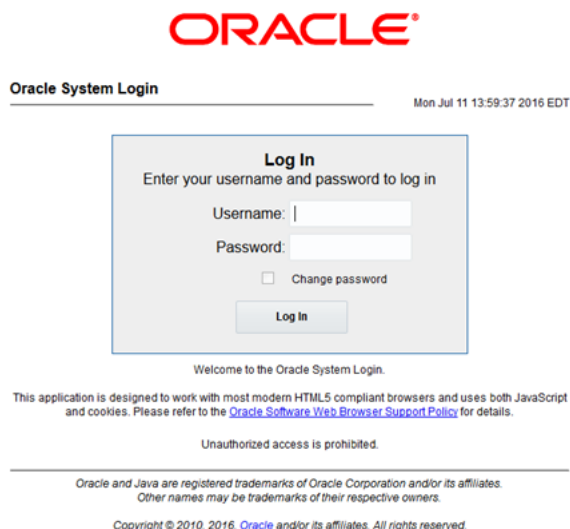 ORACLE®
Oracle System Login
Mon Jul 11 13:59:37 2016 EDT
Log In
Enter your username and password to log in
Username:
Password:
Change password
Log In
Welcome to the Oracle System Login.
This application is designed to work with most modern HTML5 compliant browsers and uses both JavaScript
and cookies. Please refer to the Oracle Software Web Browser Support Policy for details.
Unauthorized access is prohibited.
Oracle and Java are registered trademarks of Oracle Corporation and/or its affiliates.
Other names may be trademarks of their respective owners.
Copyright © 2010, 2016, Oracle and/or its affiliates. All rights reserved.